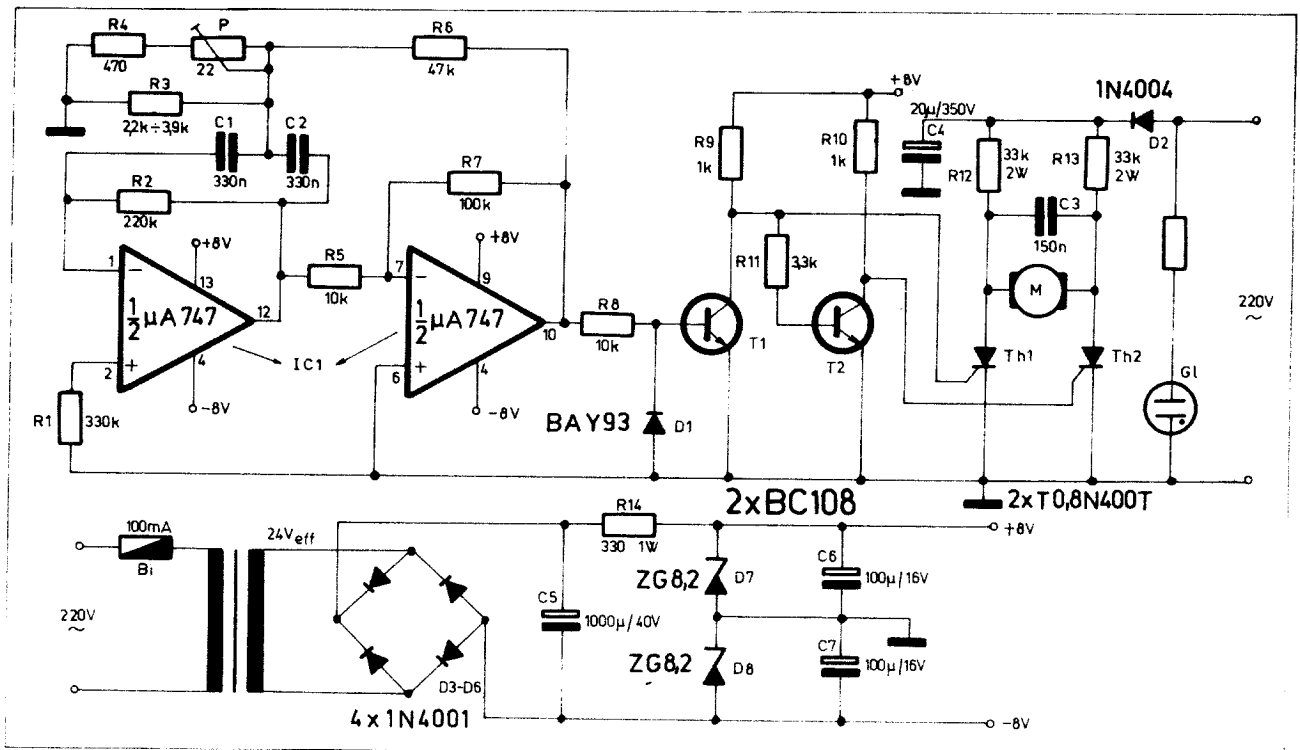 R4
470
P
22
R6
47k
R3
2,2k÷3,9k
C1
330n
C2
330n
R2
220k
R7
100k
+8V
1
−
13
½ μA747
12
+
2
4
-8V
R1
330k
R5
10k
IC1
+8V
7
−
9
½ μA747
10
+
6
4
-8V
R8
10k
BAY93
D1
+8V
R9
1k
R10
1k
R11
3,3k
T1
T2
2xBC108
20μ/350V
C4
1N4004
D2
R12
33k
2W
R13
33k
2W
C3
150n
M
Th1
Th2
Gl
220V
~
2xT0,8N400T
100mA
Bi
220V
~
24Veff
D3-D6
4x1N4001
C5
1000μ/40V
R14
330 1W
ZG8,2
D7
ZG8,2
D8
C6
100μ/16V
C7
100μ/16V
+8V
-8V